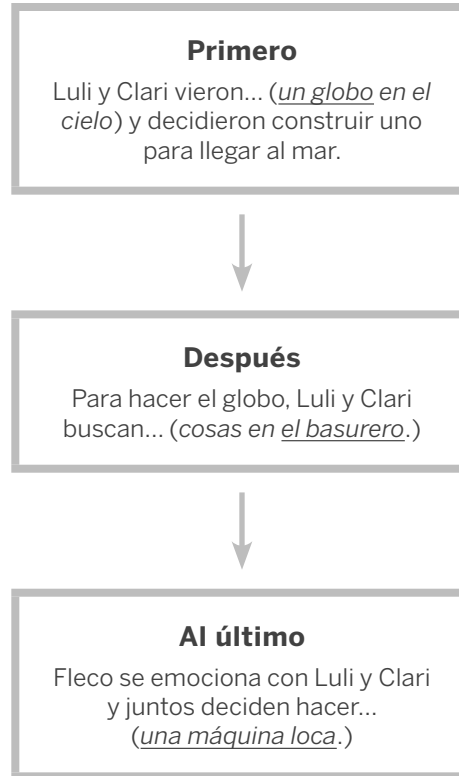 Primero
Luli y Clari vieron... (un globo en el
cielo) y decidieron construir uno
para llegar al mar.
Después
Para hacer el globo, Luli y Clari
buscan... (cosas en el basurero.)
Al último
Fleco se emociona con Luli y Clari
y juntos deciden hacer...
(una máquina loca.)